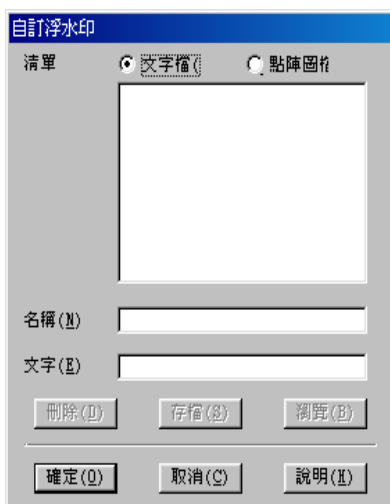 自訂浮水印
清單 文字檔( 點陣圖檔
名稱(N)
文字(E)
刪除(D) 存檔(S) 瀏覽(B)
確定(O) 取消(C) 說明(H)